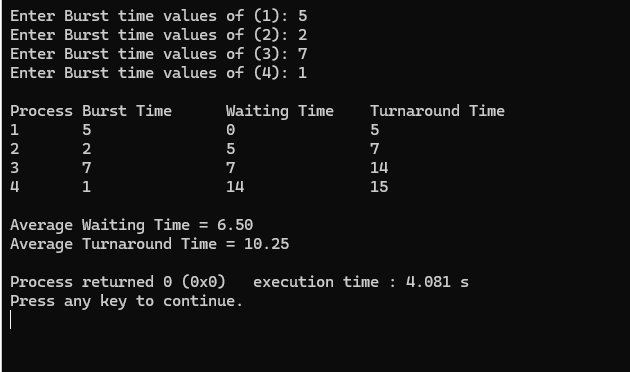 Enter Burst time values of (1): 5
Enter Burst time values of (2): 2
Enter Burst time values of (3): 7
Enter Burst time values of (4): 1
Process Burst Time      Waiting Time    Turnaround Time
1       5               0               5
2       2               5               7
3       7               7               14
4       1               14              15
Average Waiting Time = 6.50
Average Turnaround Time = 10.25
Process returned 0 (0x0)   execution time : 4.081 s
Press any key to continue.